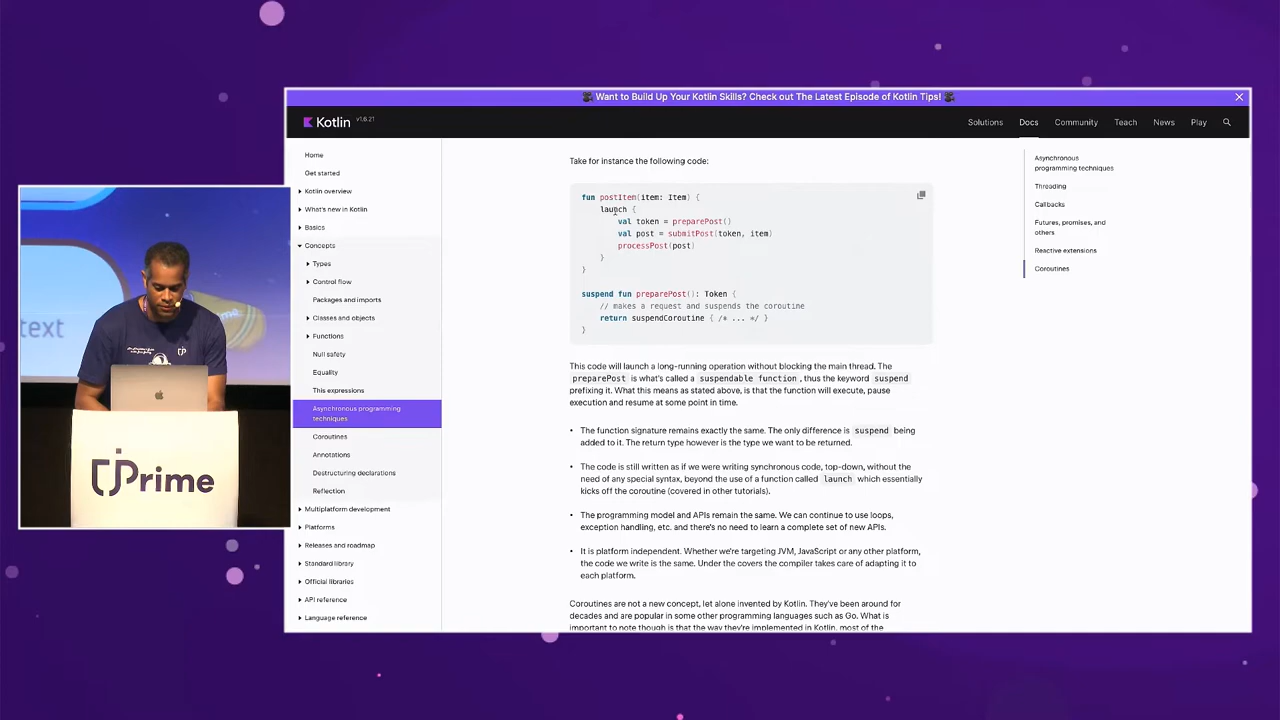 Want to Build Up Your Kotlin Skills? Check out The Latest Episode of Kotlin Tips!
Kotlin
v1.6.21
Solutions
Docs
Community
Teach
News
Play
Home
Get started
Kotlin overview
What's new in Kotlin
Basics
Concepts
Types
Control flow
Packages and imports
Classes and objects
Functions
Null safety
Equality
This expressions
Asynchronous programming
techniques
Coroutines
Annotations
Destructuring declarations
Reflection
Multiplatform development
Platforms
Releases and roadmap
Standard library
Official libraries
API reference
Language reference
Take for instance the following code:
fun postItem(item: Item) {
launch {
val token = preparePost()
val post = submitPost(token, item)
processPost(post)
}
}
suspend fun preparePost(): Token {
// makes a request and suspends the coroutine
return suspendCoroutine { /* ... */ }
}
This code will launch a long-running operation without blocking the main thread. The
preparePost is what's called a suspendable function, thus the keyword suspend
prefixing it. What this means as stated above, is that the function will execute, pause
execution and resume at some point in time.
• The function signature remains exactly the same. The only difference is suspend being
added to it. The return type however is the type we want to be returned.
• The code is still written as if we were writing synchronous code, top-down, without the
need of any special syntax, beyond the use of a function called launch which essentially
kicks off the coroutine (covered in other tutorials).
• The programming model and APIs remain the same. We can continue to use loops,
exception handling, etc. and there's no need to learn a complete set of new APIs.
• It is platform independent. Whether we're targeting JVM, JavaScript or any other platform,
the code we write is the same. Under the covers the compiler takes care of adapting it to
each platform.
Coroutines are not a new concept, let alone invented by Kotlin. They've been around for
decades and are popular in some other programming languages such as Go. What is
important to note though is that the way they're implemented in Kotlin, most of the
Asynchronous
programming techniques
Threading
Callbacks
Futures, promises, and
others
Reactive extensions
Coroutines
text
jPrime